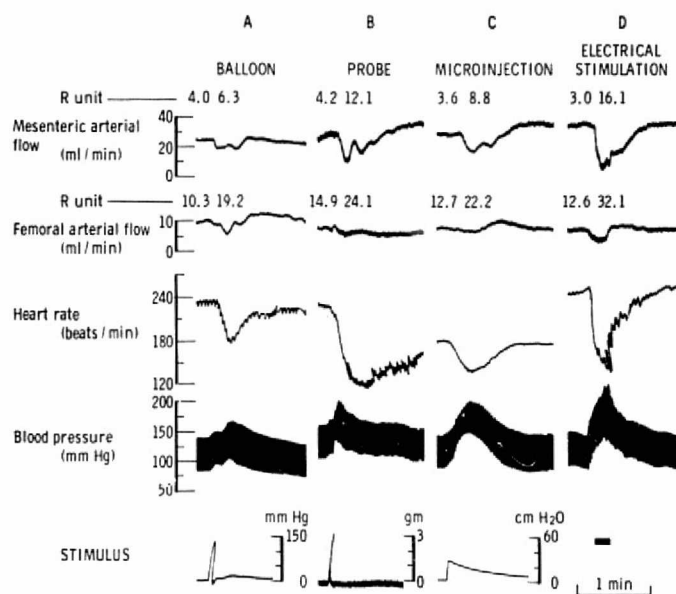 A B C D
BALLOON PROBE MICROINJECTION ELECTRICAL STIMULATION
R unit 4.0 6.3 4.2 12.1 3.6 8.8 3.0 16.1
Mesenteric arterial flow (ml/min)
40
20
0
R unit 10.3 19.2 14.9 24.1 12.7 22.2 12.6 32.1
Femoral arterial flow (ml/min)
10
0
Heart rate (beats/min)
240
180
120
Blood pressure (mm Hg)
200
150
100
50
STIMULUS
mm Hg
150
0
gm
3
0
cm H2O
60
0
1 min